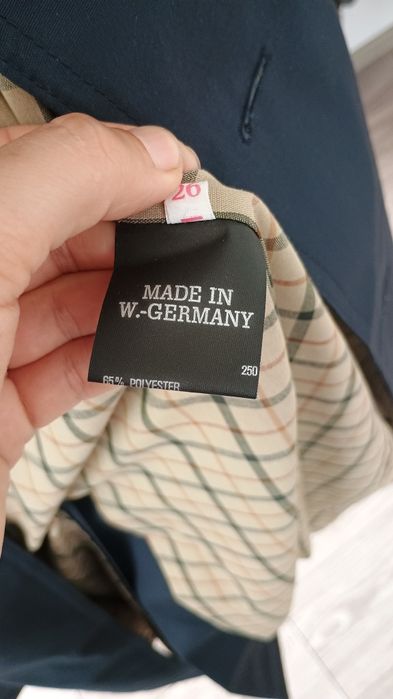 26
MADE IN
W.-GERMANY
250
65% POLYESTER